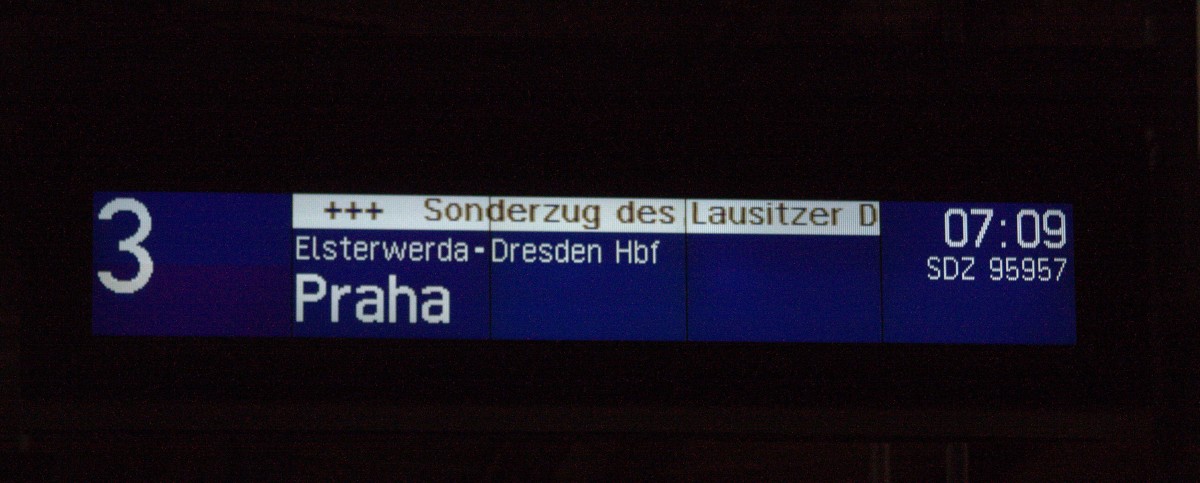 3
+++ Sonderzug des Lausitzer D
Elsterwerda-Dresden Hbf
Praha
07:09
SDZ 95957